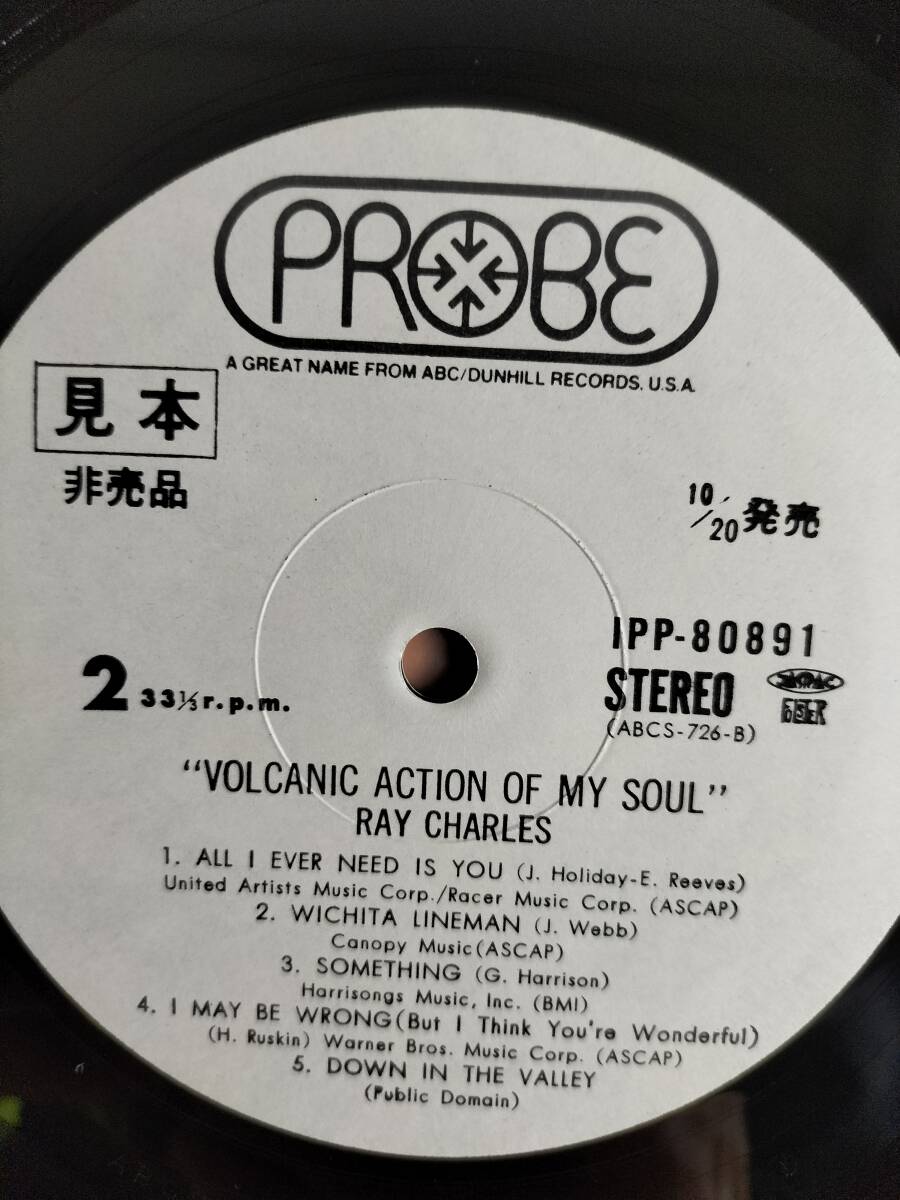 PROBE
A GREAT NAME FROM ABC/DUNHILL RECORDS. U.S.A.
見本
非売品
10/20発売
IPP-80891
2 33⅓ r.p.m.
STEREO
(ABCS-726-B)
"VOLCANIC ACTION OF MY SOUL"
RAY CHARLES
1. ALL I EVER NEED IS YOU (J. Holiday-E. Reeves)
United Artists Music Corp./Racer Music Corp. (ASCAP)
2. WICHITA LINEMAN (J. Webb)
Canopy Music(ASCAP)
3. SOMETHING (G. Harrison)
Harrisongs Music, Inc. (BMI)
4. I MAY BE WRONG(But I Think You're Wonderful)
(H. Ruskin) Warner Bros. Music Corp. (ASCAP)
5. DOWN IN THE VALLEY
(Public Domain)